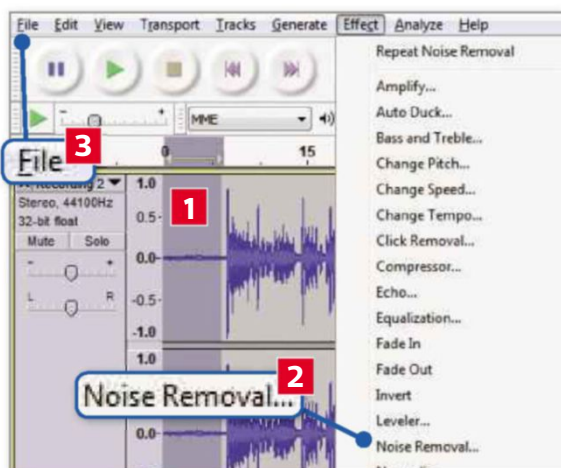 File Edit View Transport Tracks Generate Effect Analyze Help
Repeat Noise Removal
Amplify...
Auto Duck...
Bass and Treble...
Change Pitch...
Change Speed...
Change Tempo...
Click Removal...
Compressor...
Echo...
Equalization...
Fade In
Fade Out
Invert
Leveler...
Noise Removal...
- + MME
0 15
File 3
Recording 2 1.0
Stereo, 44100Hz
32-bit float
Mute Solo
1
0.5
- + 0.0
L R -0.5
-1.0
1.0
Noise Removal... 2
0.0